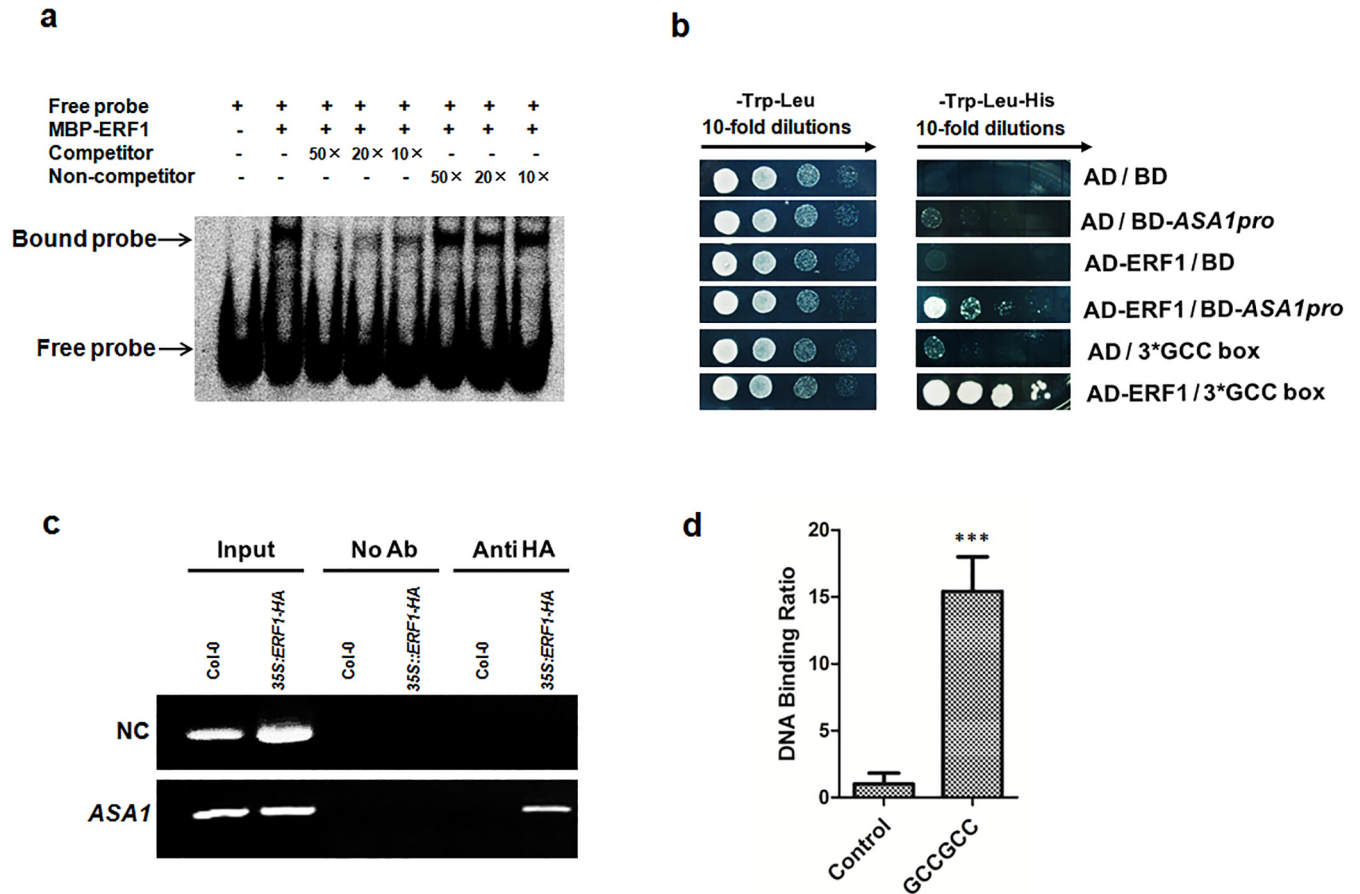 a
Free probe + + + + + + + +
MBP-ERF1 - + + + + + + +
Competitor - - 50× 20× 10× - - -
Non-competitor - - - - - 50× 20× 10×
Bound probe
Free probe
b
-Trp-Leu
10-fold dilutions
-Trp-Leu-His
10-fold dilutions
AD / BD
AD / BD-ASA1pro
AD-ERF1 / BD
AD-ERF1 / BD-ASA1pro
AD / 3*GCC box
AD-ERF1 / 3*GCC box
c
Input No Ab Anti HA
Col-0 35S:ERF1-HA Col-0 35S::ERF1-HA Col-0 35S:ERF1-HA
NC
ASA1
d
DNA Binding Ratio
20
15
10
5
0
***
Control
GCCGCC